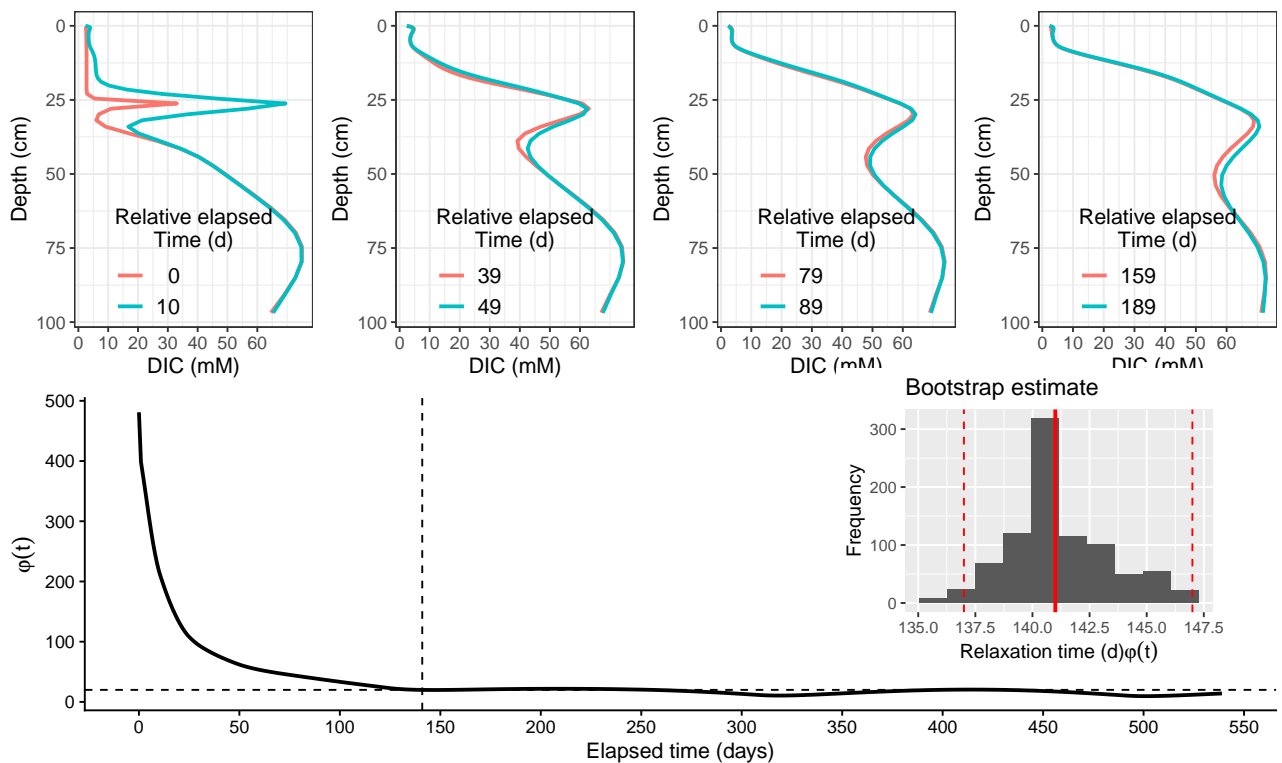 0
25
50
75
100
Depth (cm)
0 10 20 30 40 50 60
DIC (mM)
Relative elapsed
Time (d)
0
10
0
25
50
75
100
Depth (cm)
0 10 20 30 40 50 60
DIC (mM)
Relative elapsed
Time (d)
39
49
0
25
50
75
100
Depth (cm)
0 10 20 30 40 50 60
DIC (mM)
Relative elapsed
Time (d)
79
89
0
25
50
75
100
Depth (cm)
0 10 20 30 40 50 60
DIC (mM)
Relative elapsed
Time (d)
159
189
500
400
300
200
100
0
φ(t)
0 50 100 150 200 250 300 350 400 450 500 550
Elapsed time (days)
Bootstrap estimate
300
200
100
0
Frequency
135.0 137.5 140.0 142.5 145.0 147.5
Relaxation time (d)φ(t)